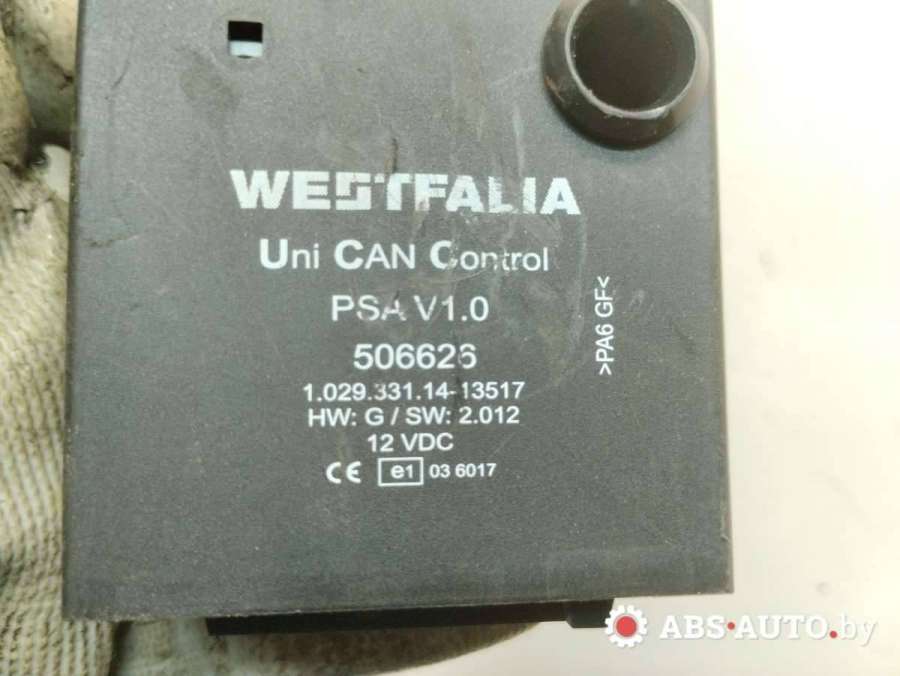 WESTFALIA
Uni CAN Control
PSA V1.0
506626
1.029.331.14-13517
HW: G / SW: 2.012
12 VDC
CE e1 03 6017
>PA6 GF<
ABS-AUTO.by